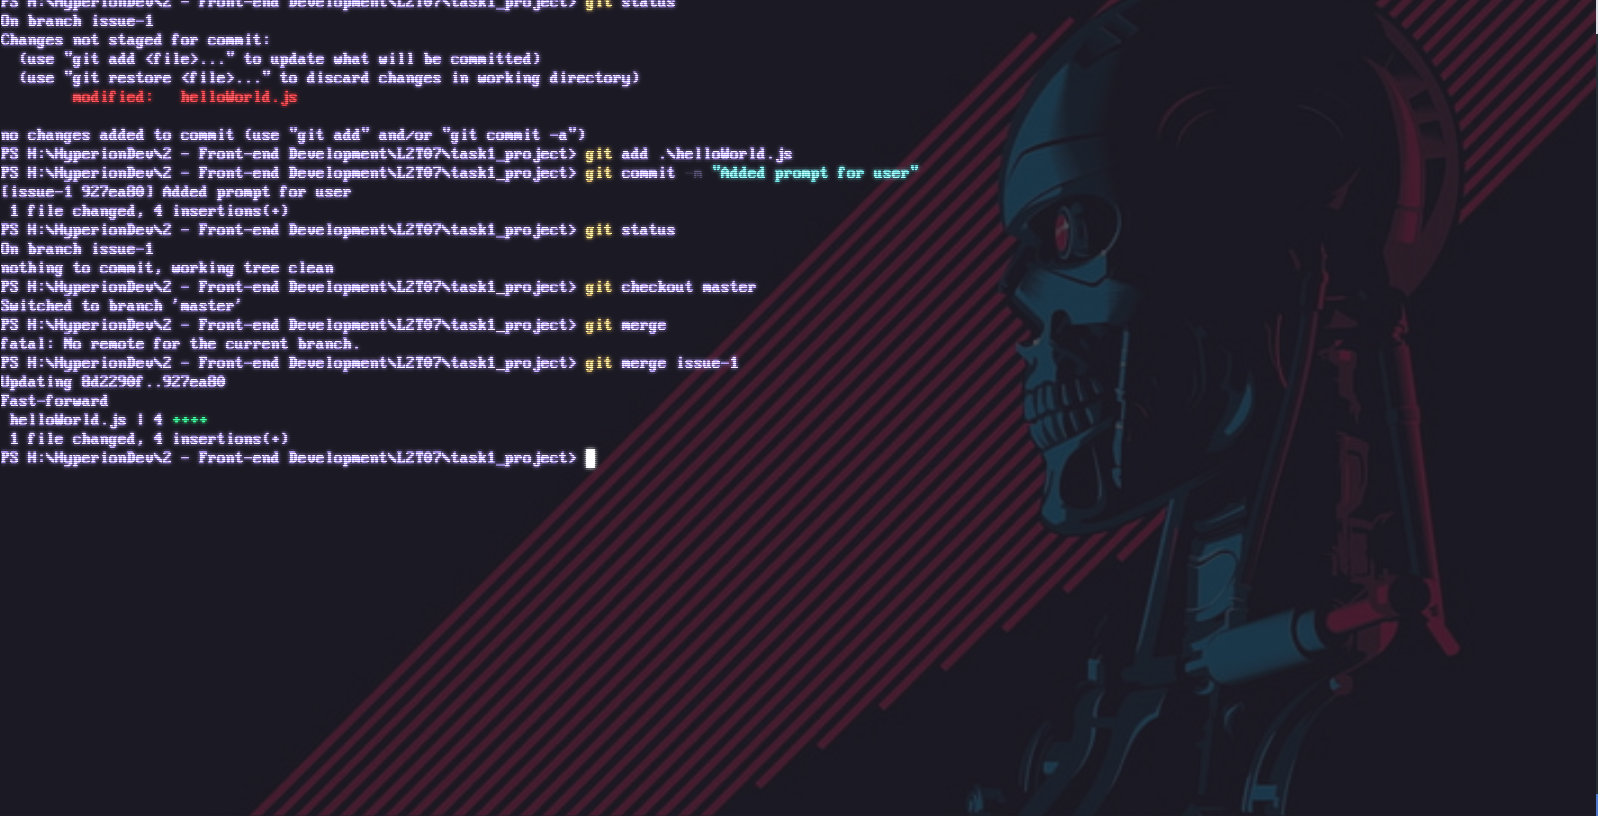 PS H:\HyperionDev\2 - Front-end Development\L2T07\task1_project> git status
On branch issue-1
Changes not staged for commit:
  (use "git add <file>..." to update what will be committed)
  (use "git restore <file>..." to discard changes in working directory)
        modified:   helloWorld.js
no changes added to commit (use "git add" and/or "git commit -a")
PS H:\HyperionDev\2 - Front-end Development\L2T07\task1_project> git add .\helloWorld.js
PS H:\HyperionDev\2 - Front-end Development\L2T07\task1_project> git commit -m "Added prompt for user"
[issue-1 927ea80] Added prompt for user
 1 file changed, 4 insertions(+)
PS H:\HyperionDev\2 - Front-end Development\L2T07\task1_project> git status
On branch issue-1
nothing to commit, working tree clean
PS H:\HyperionDev\2 - Front-end Development\L2T07\task1_project> git checkout master
Switched to branch 'master'
PS H:\HyperionDev\2 - Front-end Development\L2T07\task1_project> git merge
fatal: No remote for the current branch.
PS H:\HyperionDev\2 - Front-end Development\L2T07\task1_project> git merge issue-1
Updating 8d2290f..927ea80
Fast-forward
 helloWorld.js | 4 ++++
 1 file changed, 4 insertions(+)
PS H:\HyperionDev\2 - Front-end Development\L2T07\task1_project>